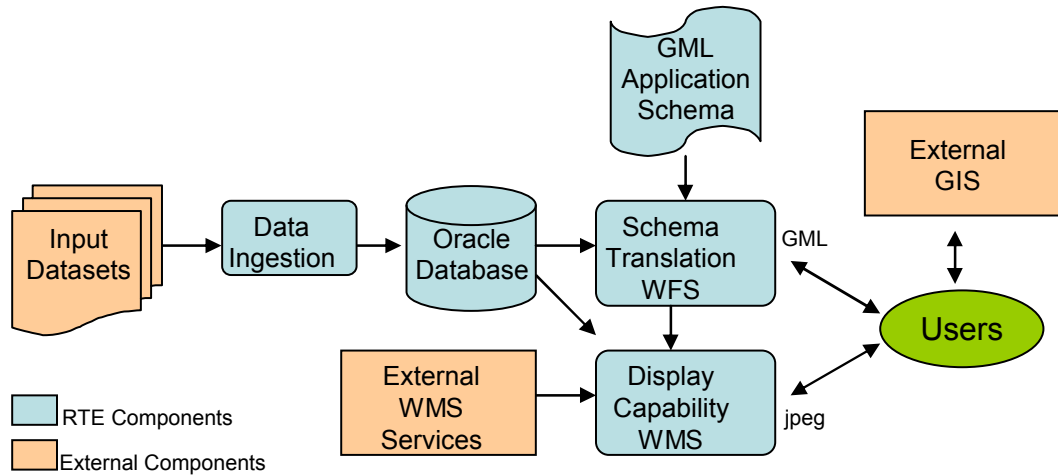 GML
Application
Schema
External
GIS
Input
Datasets
Data
Ingestion
Oracle
Database
Schema
Translation
WFS
GML
Users
External
WMS
Services
Display
Capability
WMS
jpeg
RTE Components
External Components